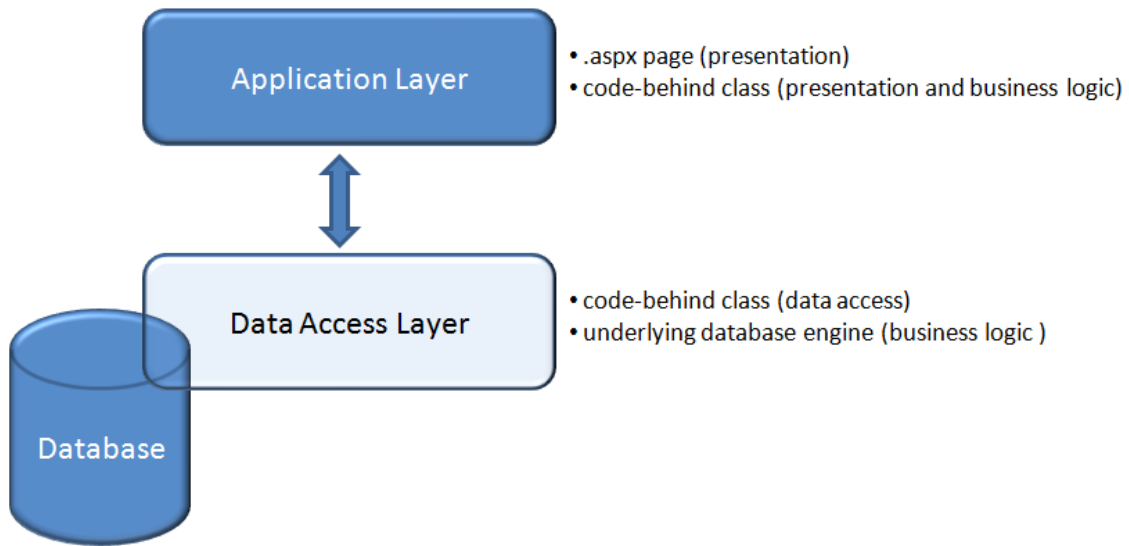 Application Layer
• .aspx page (presentation)
• code-behind class (presentation and business logic)
Data Access Layer
• code-behind class (data access)
• underlying database engine (business logic )
Database